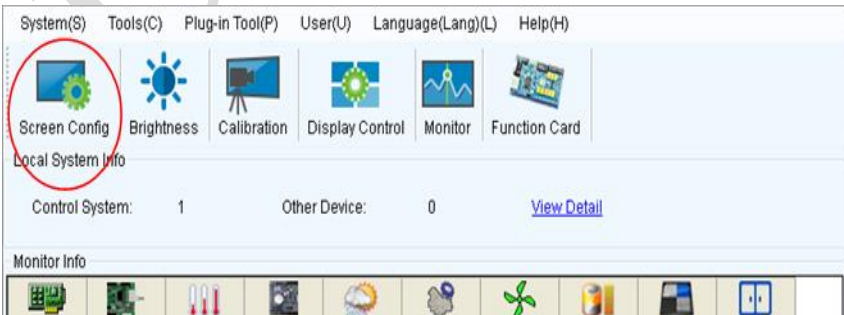 System(S) Tools(C) Plug-in Tool(P) User(U) Language(Lang)(L) Help(H)
Screen Config Brightness Calibration Display Control Monitor Function Card
Local System Info
Control System: 1 Other Device: 0 View Detail
Monitor Info